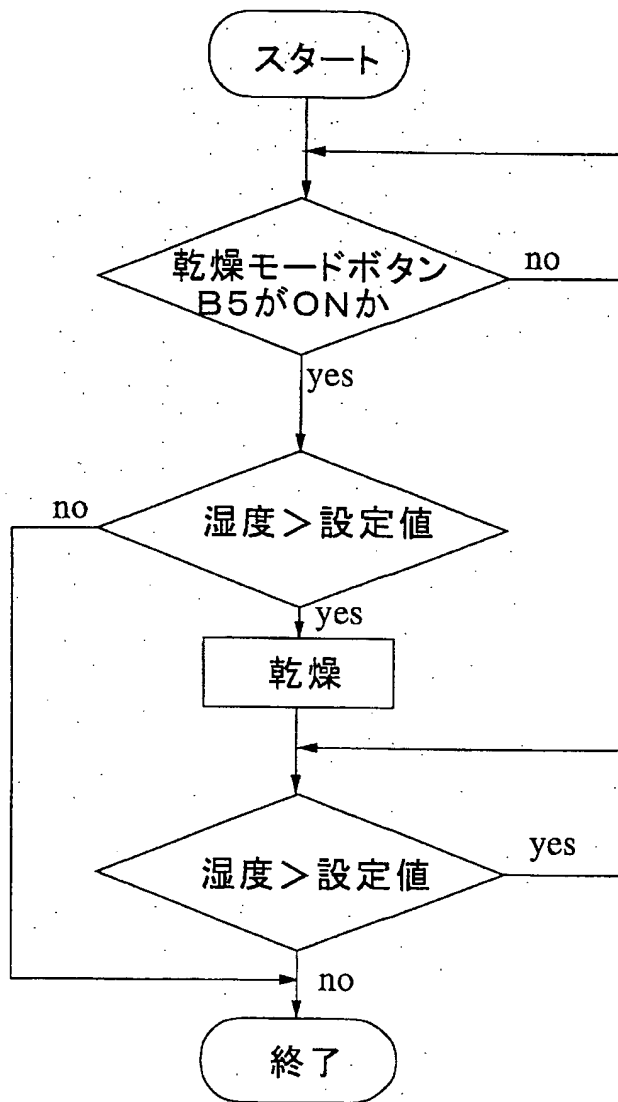 スタート
乾燥モードボタン
B5がONか
no
yes
湿度>設定値
no
yes
乾燥
湿度>設定値
yes
no
終了